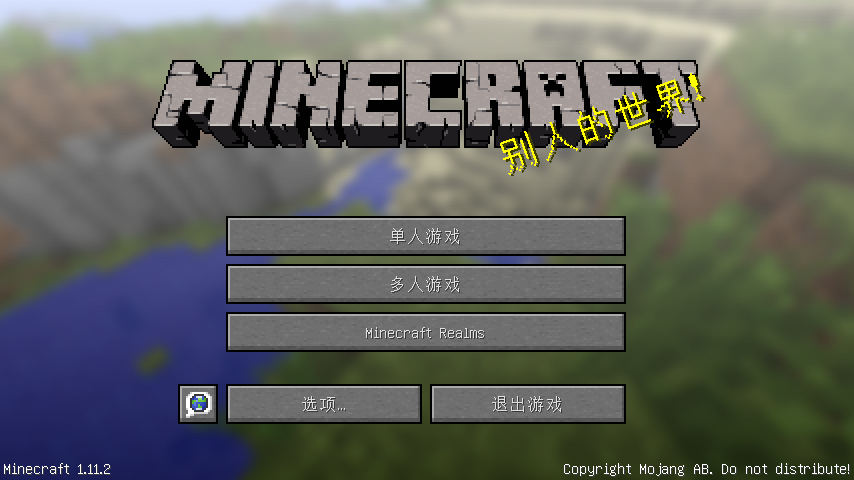 MINECRAFT
别人的世界!
单人游戏
多人游戏
Minecraft Realms
选项...
退出游戏
Minecraft 1.11.2
Copyright Mojang AB. Do not distribute!